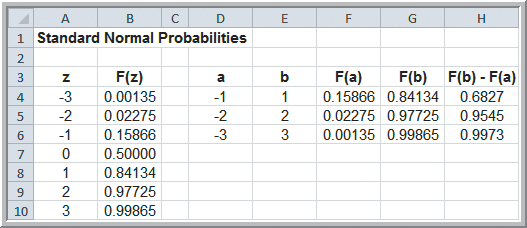 A B C D E F G H
1 Standard Normal Probabilities
2
3 z F(z) a b F(a) F(b) F(b) - F(a)
4 -3 0.00135 -1 1 0.15866 0.84134 0.6827
5 -2 0.02275 -2 2 0.02275 0.97725 0.9545
6 -1 0.15866 -3 3 0.00135 0.99865 0.9973
7 0 0.50000
8 1 0.84134
9 2 0.97725
10 3 0.99865